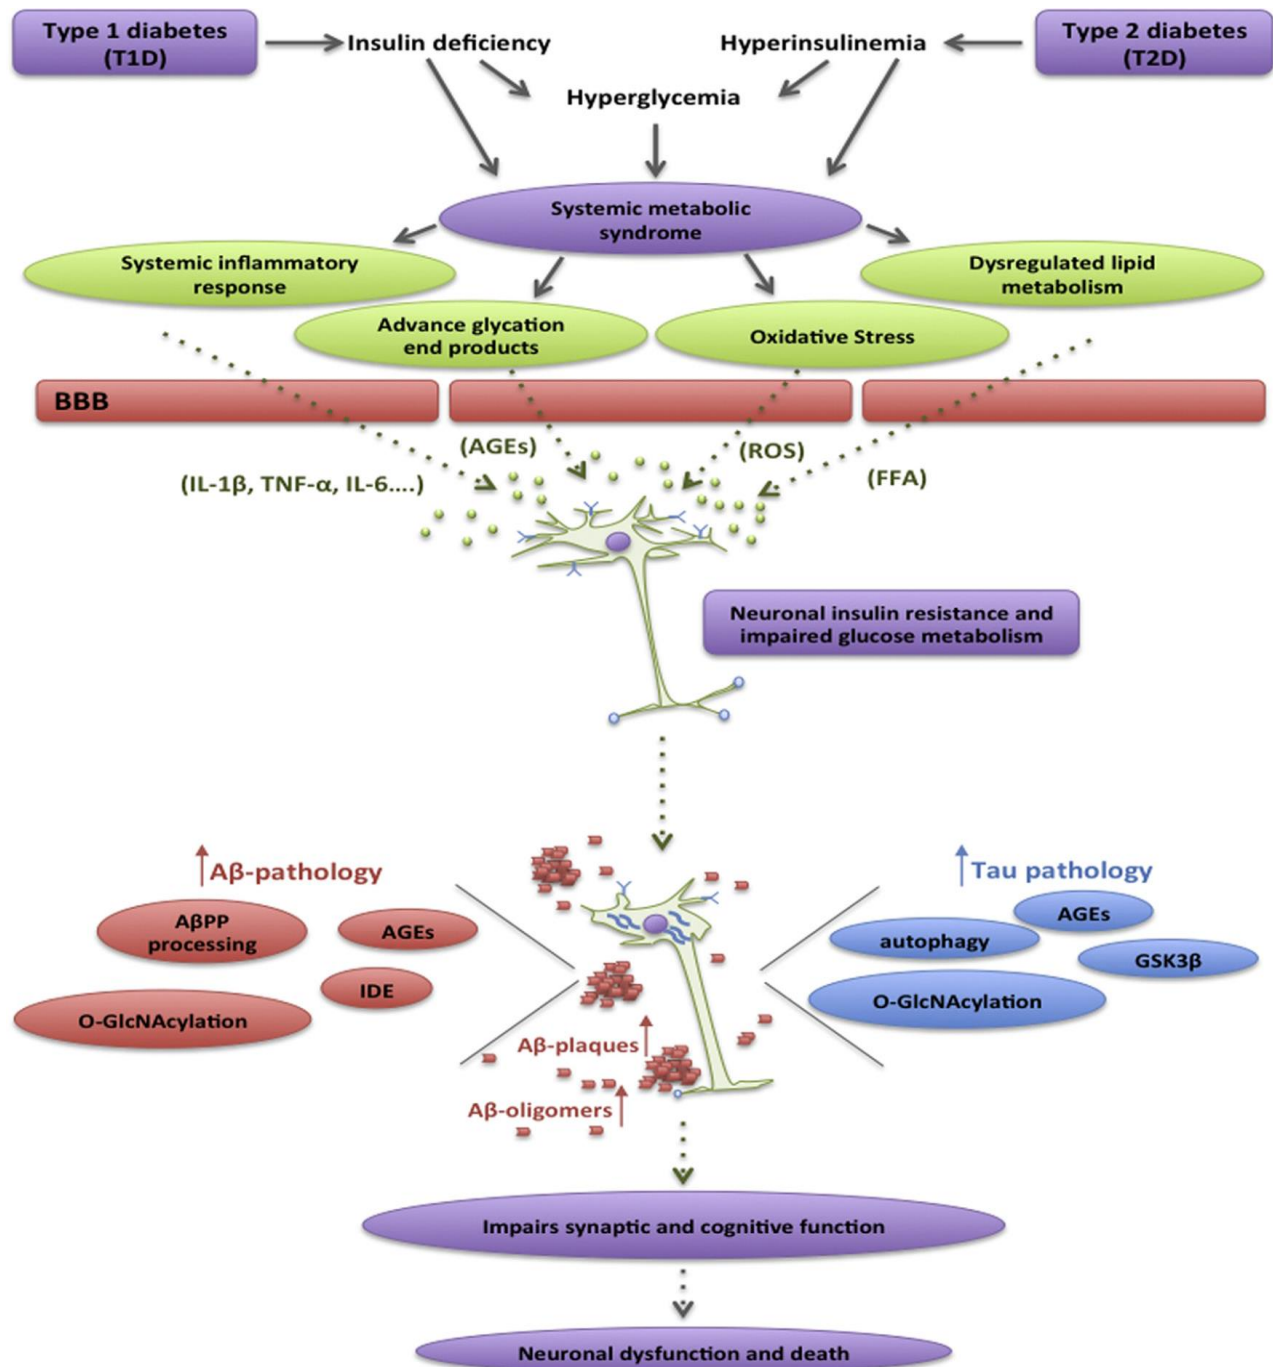 Type 1 diabetes
(T1D)
Insulin deficiency
Hyperinsulinemia
Type 2 diabetes
(T2D)
Hyperglycemia
Systemic metabolic
syndrome
Systemic inflammatory
response
Dysregulated lipid
metabolism
Advance glycation
end products
Oxidative Stress
BBB
(AGEs)
(ROS)
(IL-1β, TNF-α, IL-6....)
(FFA)
Neuronal insulin resistance and
impaired glucose metabolism
Aβ-pathology
Tau pathology
AβPP
processing
AGEs
IDE
O-GlcNAcylation
AGEs
autophagy
GSK3β
O-GlcNAcylation
Aβ-plaques
Aβ-oligomers
Impairs synaptic and cognitive function
Neuronal dysfunction and death